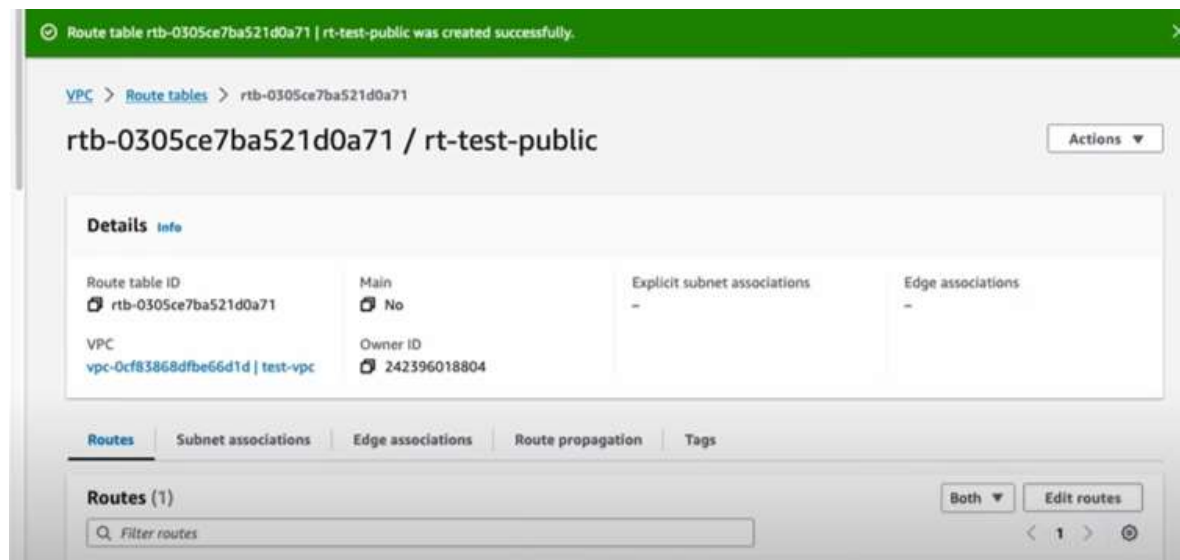 Route table rtb-0305ce7ba521d0a71 | rt-test-public was created successfully.
VPC > Route tables > rtb-0305ce7ba521d0a71
rtb-0305ce7ba521d0a71 / rt-test-public
Actions
Details Info
Route table ID
rtb-0305ce7ba521d0a71
Main
No
Explicit subnet associations
–
Edge associations
–
VPC
vpc-0cf83868dfbe66d1d | test-vpc
Owner ID
242396018804
Routes
Subnet associations
Edge associations
Route propagation
Tags
Routes (1)
Both
Edit routes
Filter routes
< 1 >